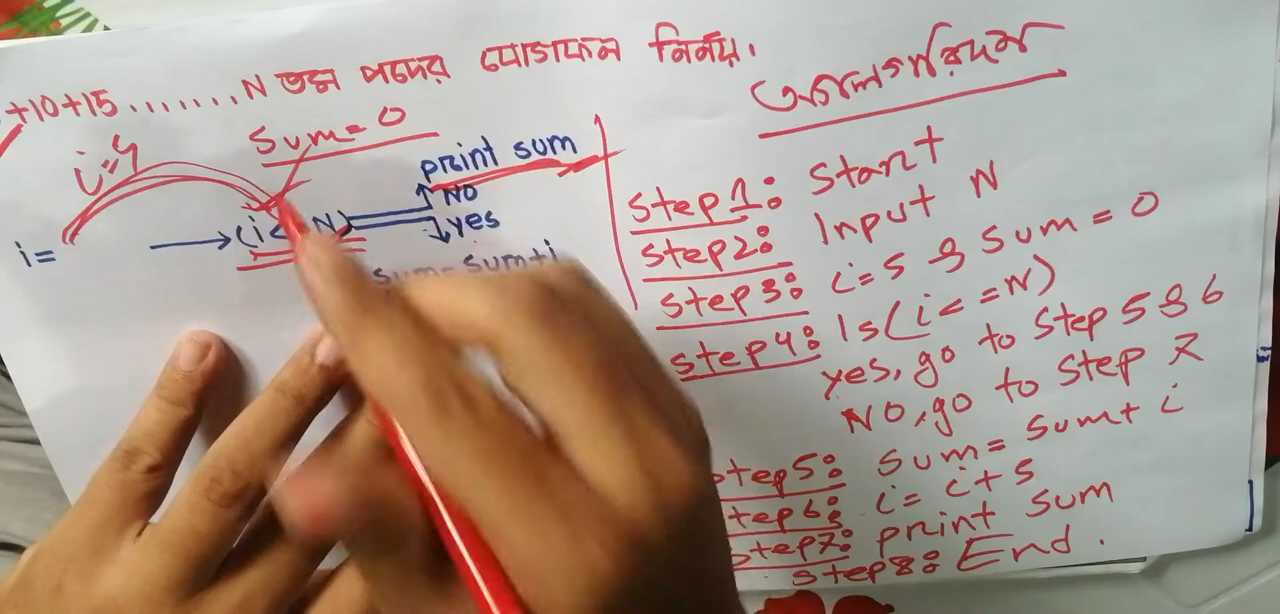 N তম পদের যোগফল নির্নয়।
+10+15.......
Sum=0
i=4
print sum
NO
yes
i=
sum=sum+i
অ্যালগরিদম
Step1: Start
Step2: Input N
Step3: i=5 & Sum=0
Step4: Is(i<=N)
yes, go to Step 5&6
NO, go to Step 7
Step5: Sum=Sum+i
Step6: i=i+5
Step7: print Sum
Step8: End.